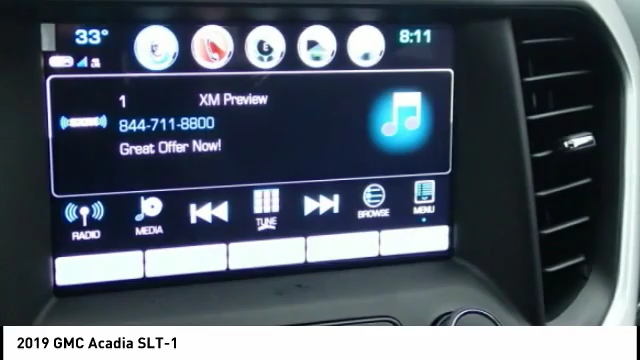 33° 8:11
1 XM Preview
844-711-8800
Great Offer Now!
RADIO MEDIA TUNE BROWSE MENU
2019 GMC Acadia SLT-1